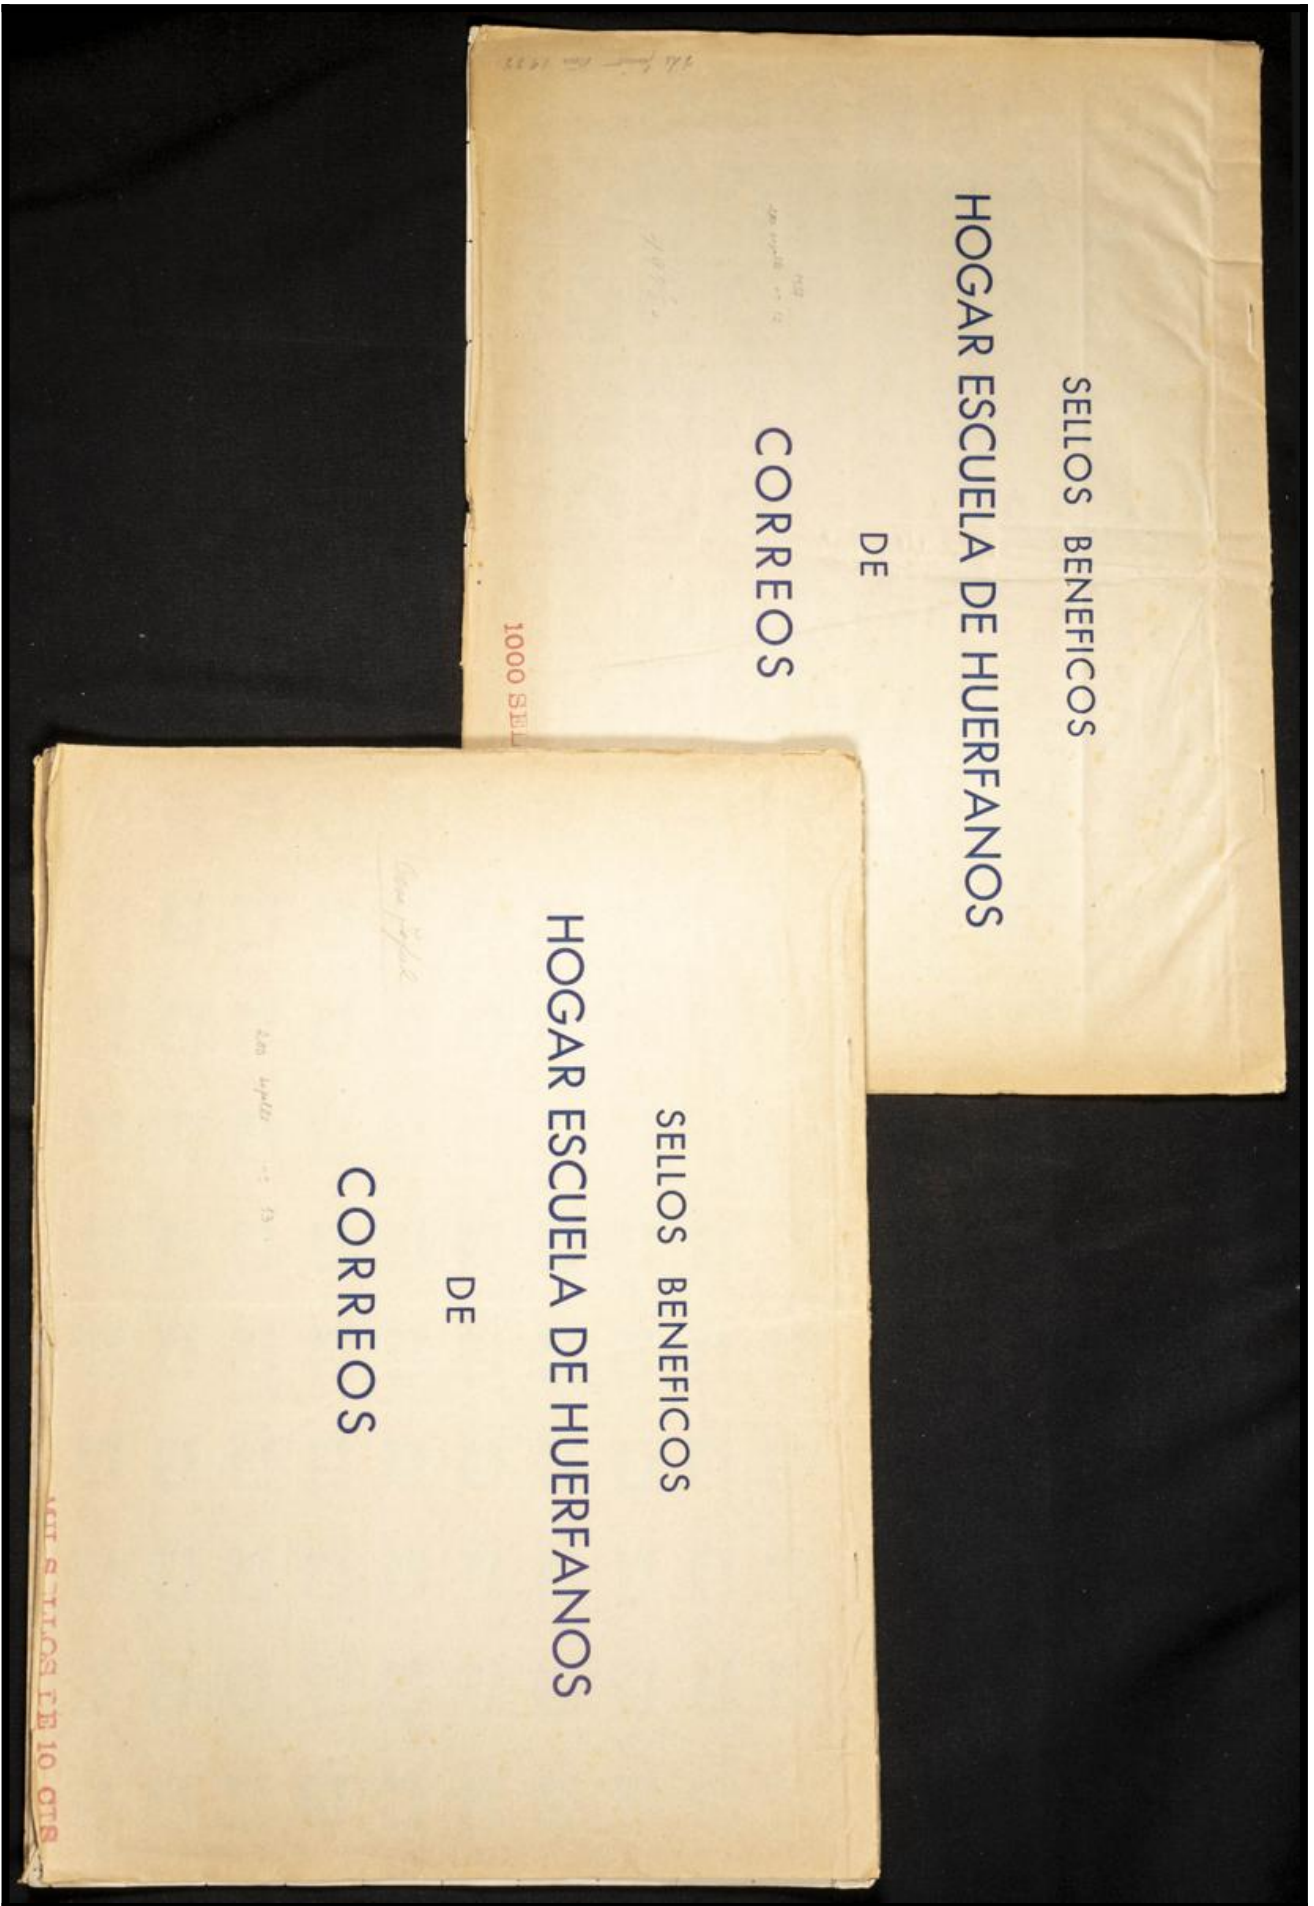 SELLOS BENEFICOS
HOGAR ESCUELA DE HUERFANOS
DE
CORREOS
1000 SEL
SELLOS BENEFICOS
HOGAR ESCUELA DE HUERFANOS
DE
CORREOS
MIL SELLOS DE 10 CTS